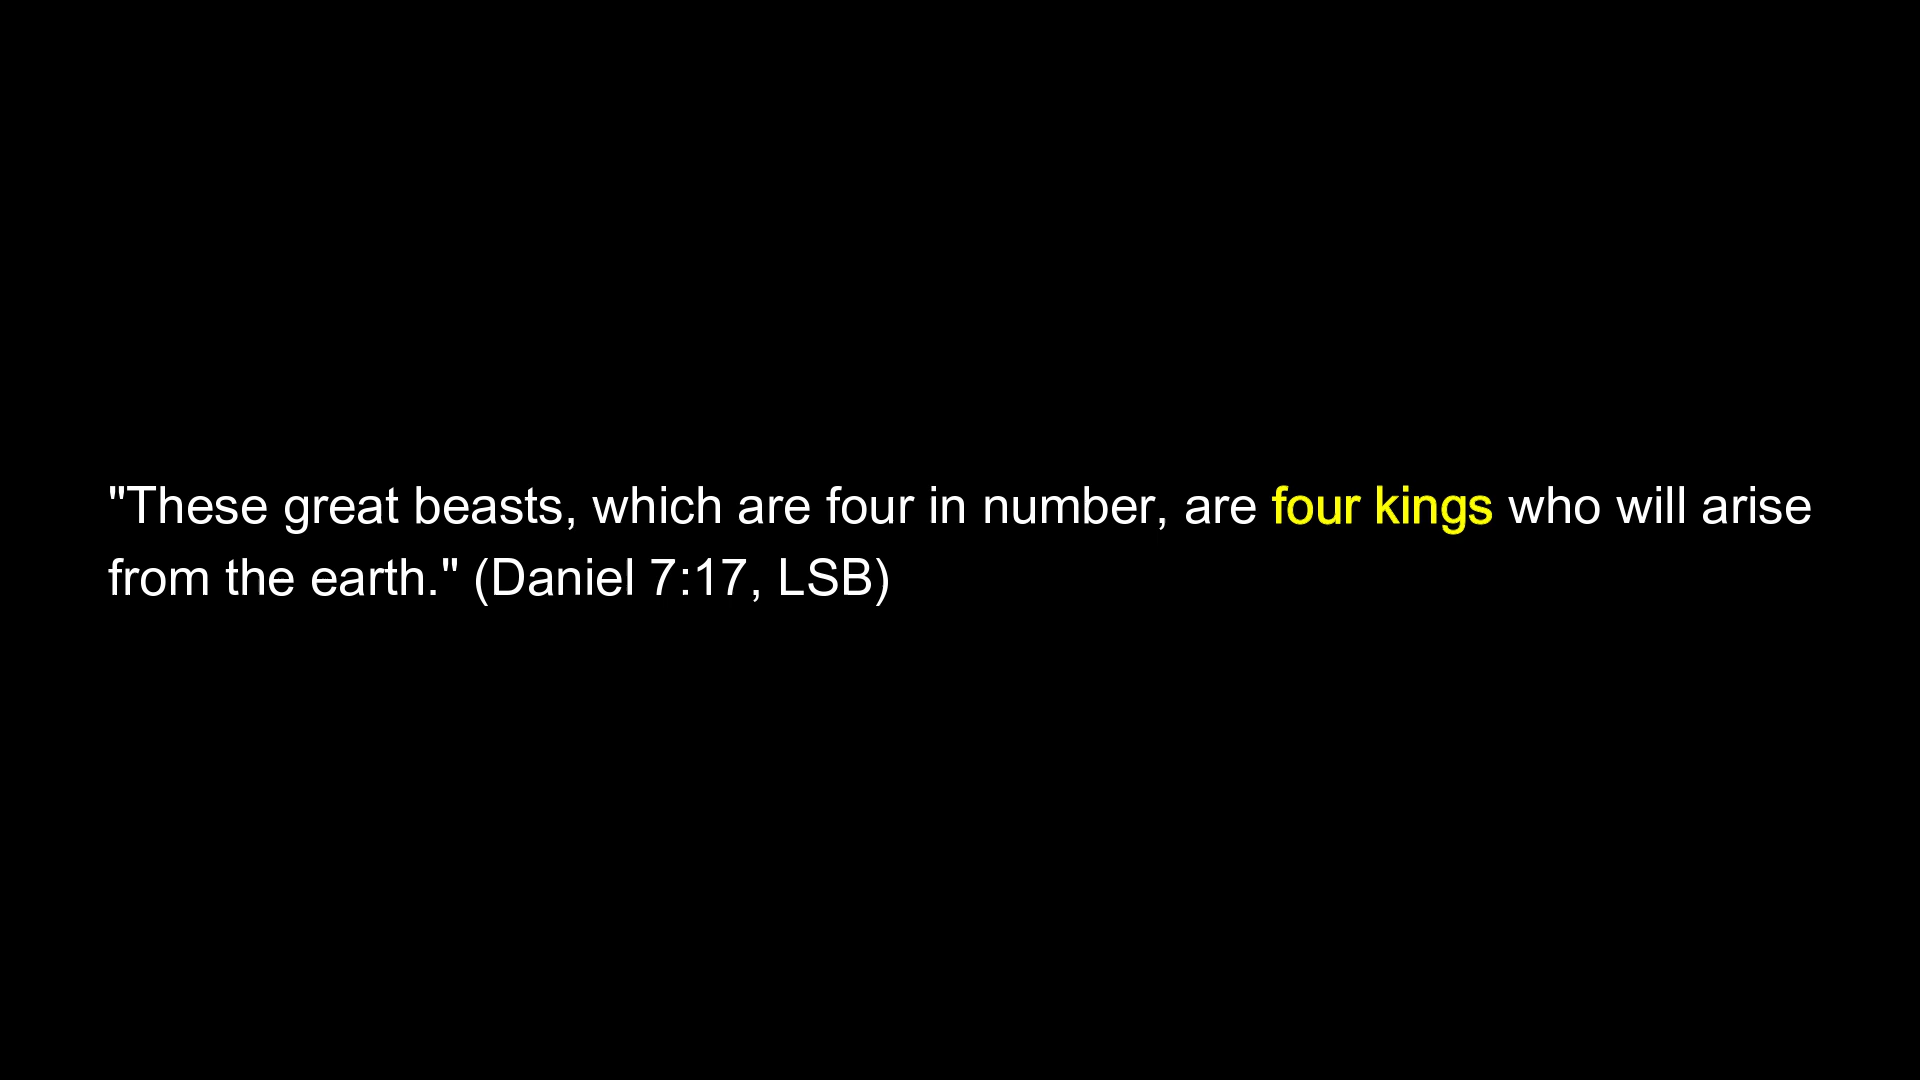 "These great beasts, which are four in number, are four kings who will arise
from the earth." (Daniel 7:17, LSB)